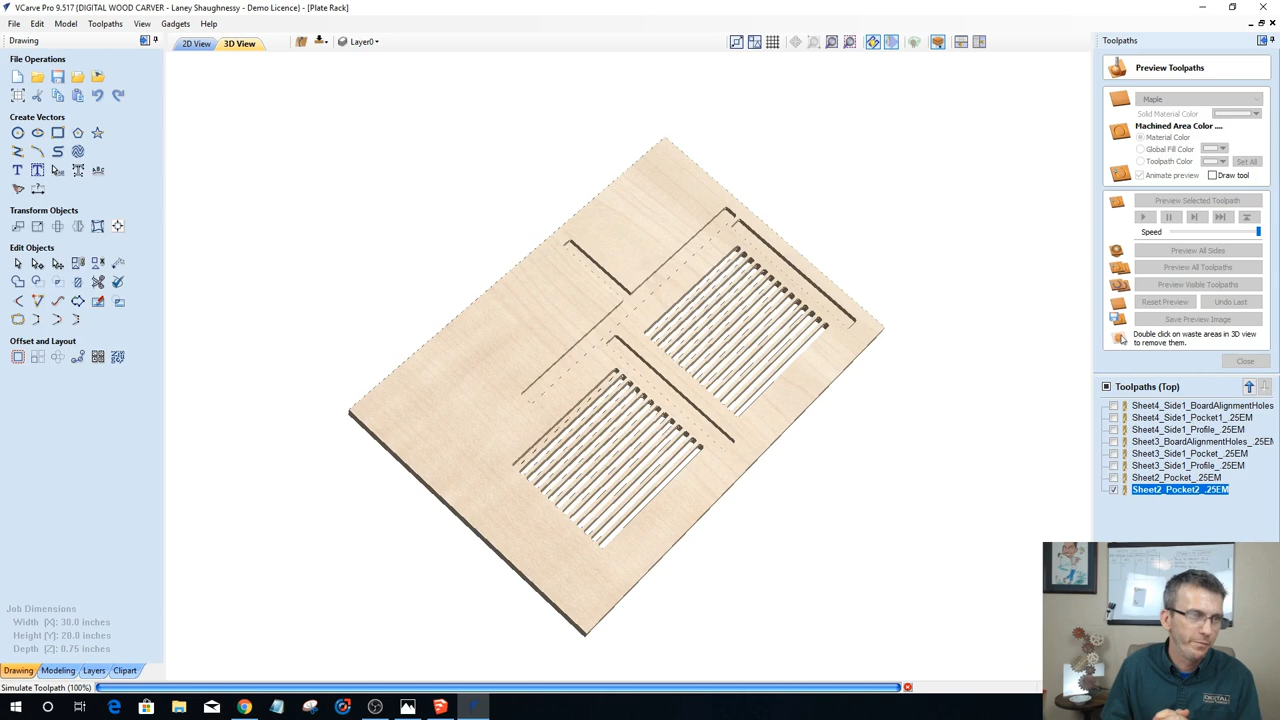 VCarve Pro 9.517 {DIGITAL WOOD CARVER - Laney Shaughnessy - Demo Licence} - [Plate Rack]
File Edit Model Toolpaths View Gadgets Help
Drawing
2D View 3D View Layer0
Toolpaths
File Operations
Create Vectors
Transform Objects
Edit Objects
Offset and Layout
Job Dimensions
Width (X): 30.0 inches
Height (Y): 20.0 inches
Depth (Z): 0.75 inches
Drawing Modeling Layers Clipart
Simulate Toolpath (100%)
Preview Toolpaths
Maple
Solid Material Color
Machined Area Color ....
Material Color
Global Fill Color
Toolpath Color Set All
Animate preview Draw tool
Preview Selected Toolpath
Speed
Preview All Sides
Preview All Toolpaths
Preview Visible Toolpaths
Reset Preview Undo Last
Save Preview Image
Double click on waste areas in 3D view
to remove them.
Close
Toolpaths (Top)
Sheet4_Side1_BoardAlignmentHoles
Sheet4_Side1_Pocket1_.25EM
Sheet4_Side1_Profile_.25EM
Sheet3_BoardAlignmentHoles_.25EM
Sheet3_Side1_Pocket_.25EM
Sheet3_Side1_Profile_.25EM
Sheet2_Pocket_.25EM
Sheet2_Pocket2_.25EM
DIGITAL